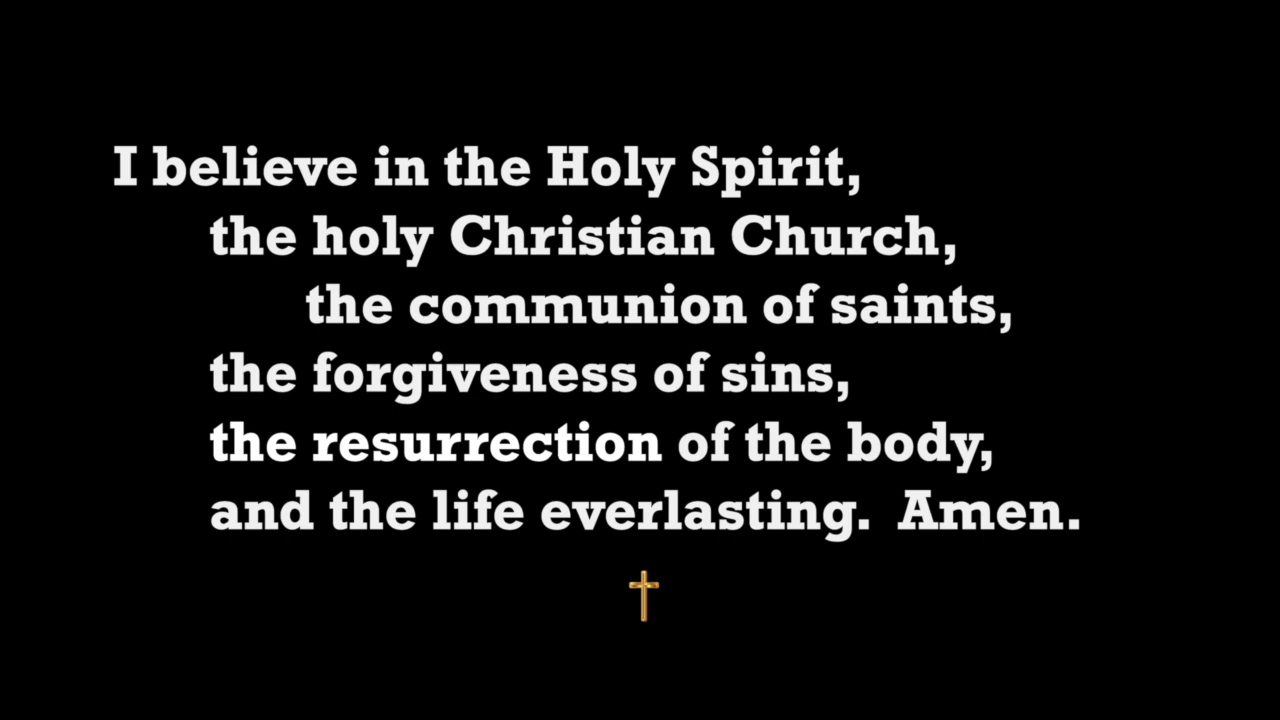 I believe in the Holy Spirit,
the holy Christian Church,
the communion of saints,
the forgiveness of sins,
the resurrection of the body,
and the life everlasting.  Amen.